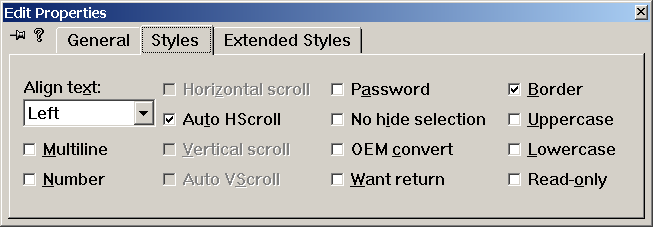 Edit Properties
General Styles Extended Styles
Align text: Horizontal scroll Password Border
Left Auto HScroll No hide selection Uppercase
Multiline Vertical scroll OEM convert Lowercase
Number Auto VScroll Want return Read-only